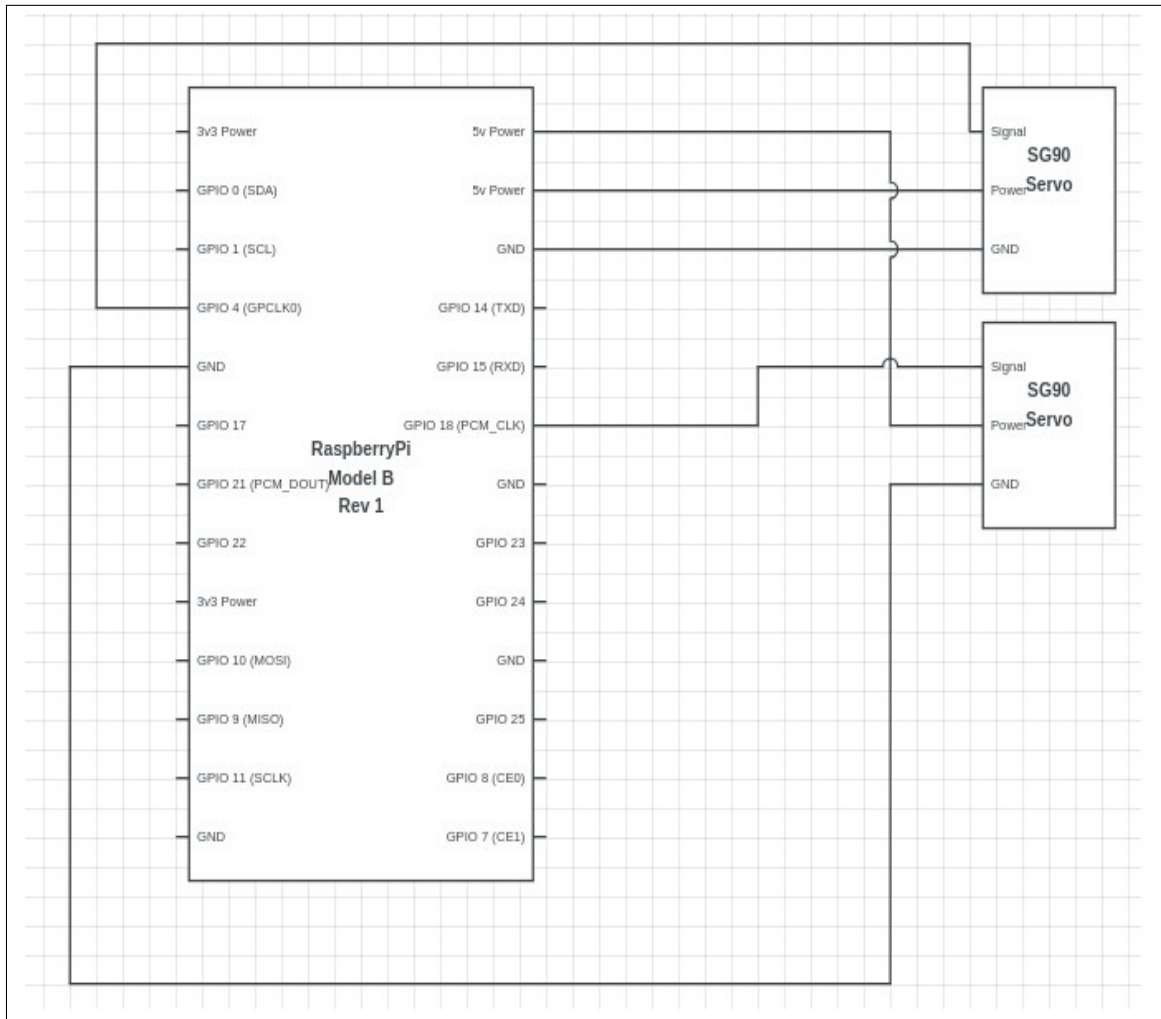 3v3 Power
GPIO 0 (SDA)
GPIO 1 (SCL)
GPIO 4 (GPCLK0)
GND
GPIO 17
GPIO 21 (PCM_DOUT)
GPIO 22
3v3 Power
GPIO 10 (MOSI)
GPIO 9 (MISO)
GPIO 11 (SCLK)
GND
RaspberryPi
Model B
Rev 1
5v Power
5v Power
GND
GPIO 14 (TXD)
GPIO 15 (RXD)
GPIO 18 (PCM_CLK)
GND
GPIO 23
GPIO 24
GND
GPIO 25
GPIO 8 (CE0)
GPIO 7 (CE1)
Signal
SG90
Servo
Power
GND
Signal
SG90
Servo
Power
GND